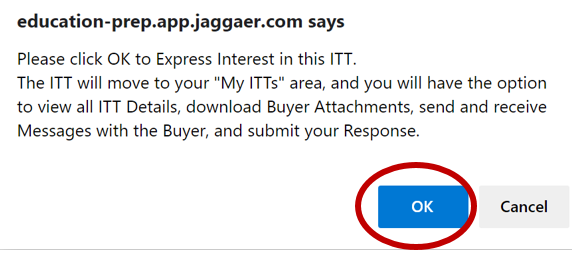 education-prep.app.jaggaer.com says
Please click OK to Express Interest in this ITT.
The ITT will move to your "My ITTs" area, and you will have the option
to view all ITT Details, download Buyer Attachments, send and receive
Messages with the Buyer, and submit your Response.
OK Cancel